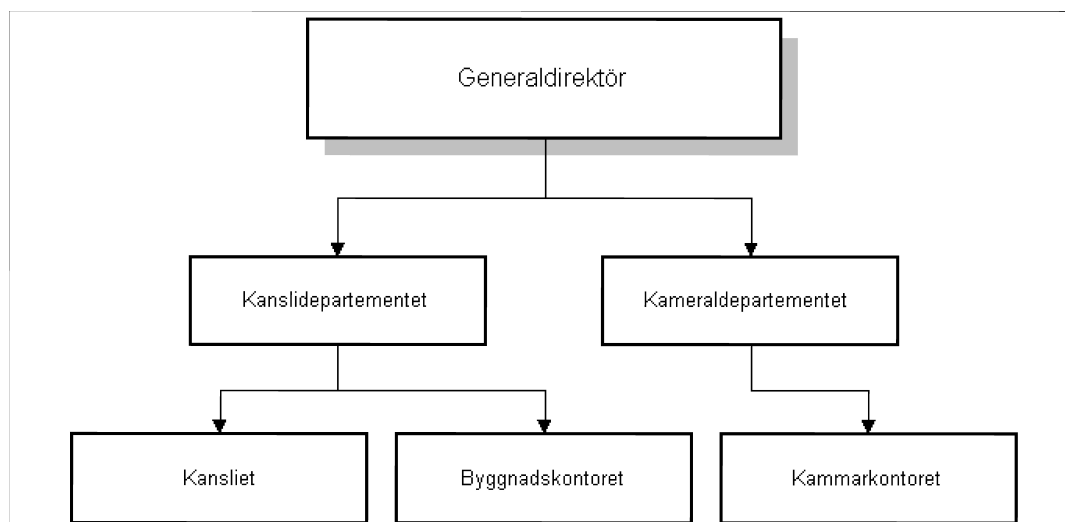 Generaldirektör
Kanslidepartementet
Kameraldepartementet
Kansliet
Byggnadskontoret
Kammarkontoret